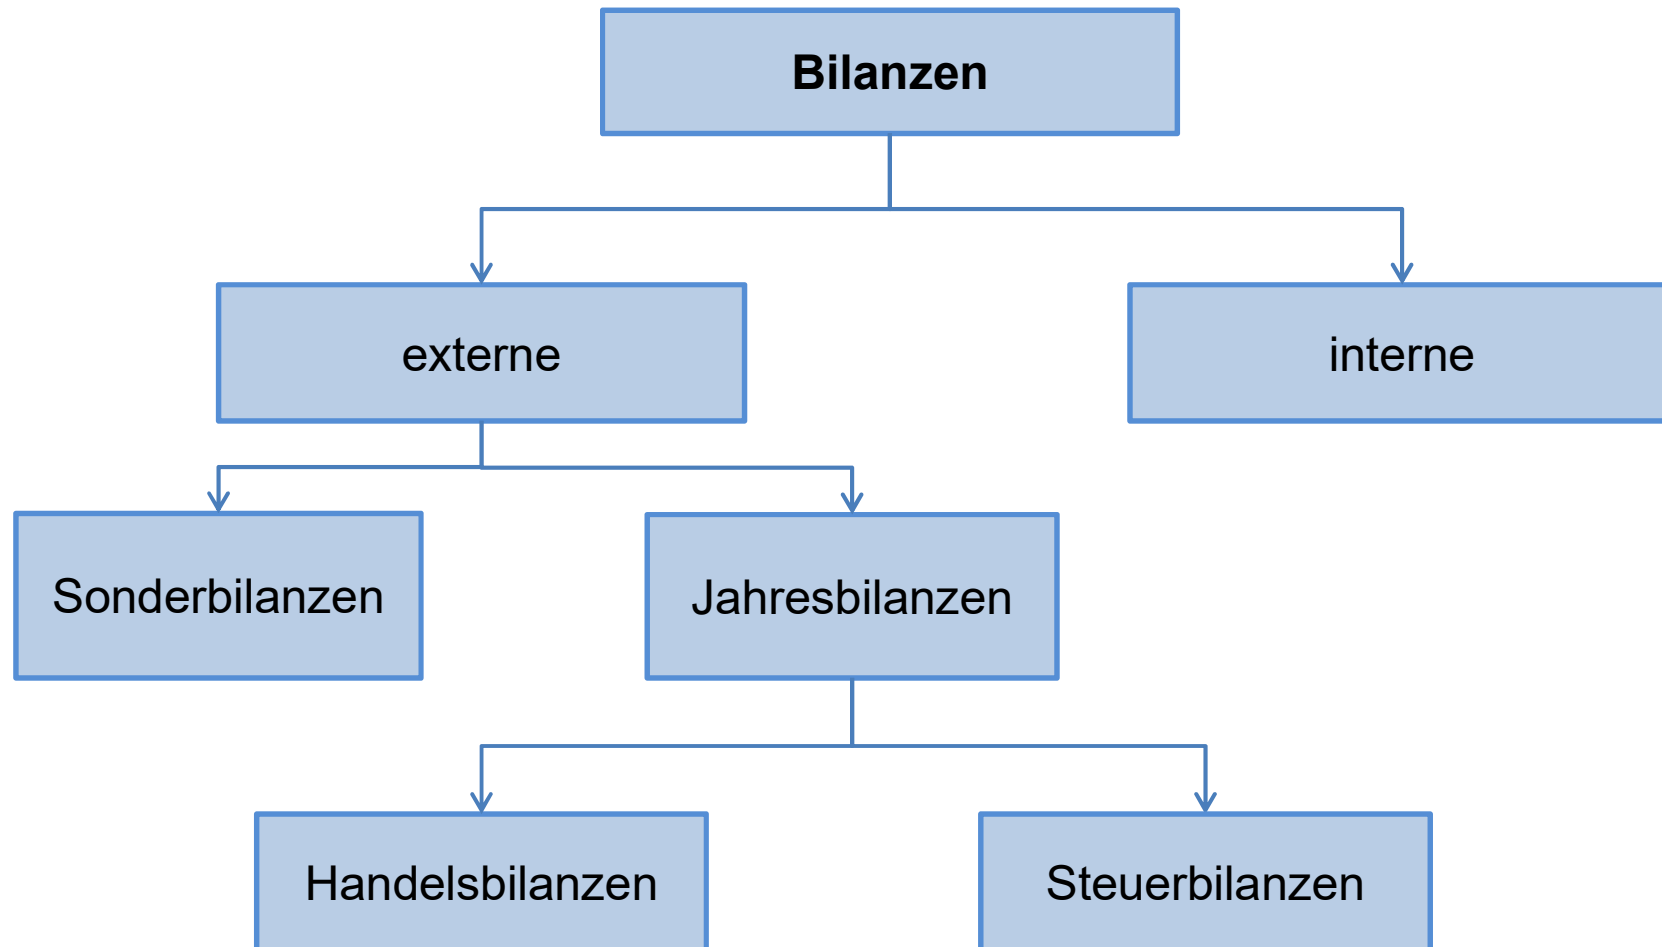 Bilanzen
externe
interne
Sonderbilanzen
Jahresbilanzen
Handelsbilanzen
Steuerbilanzen